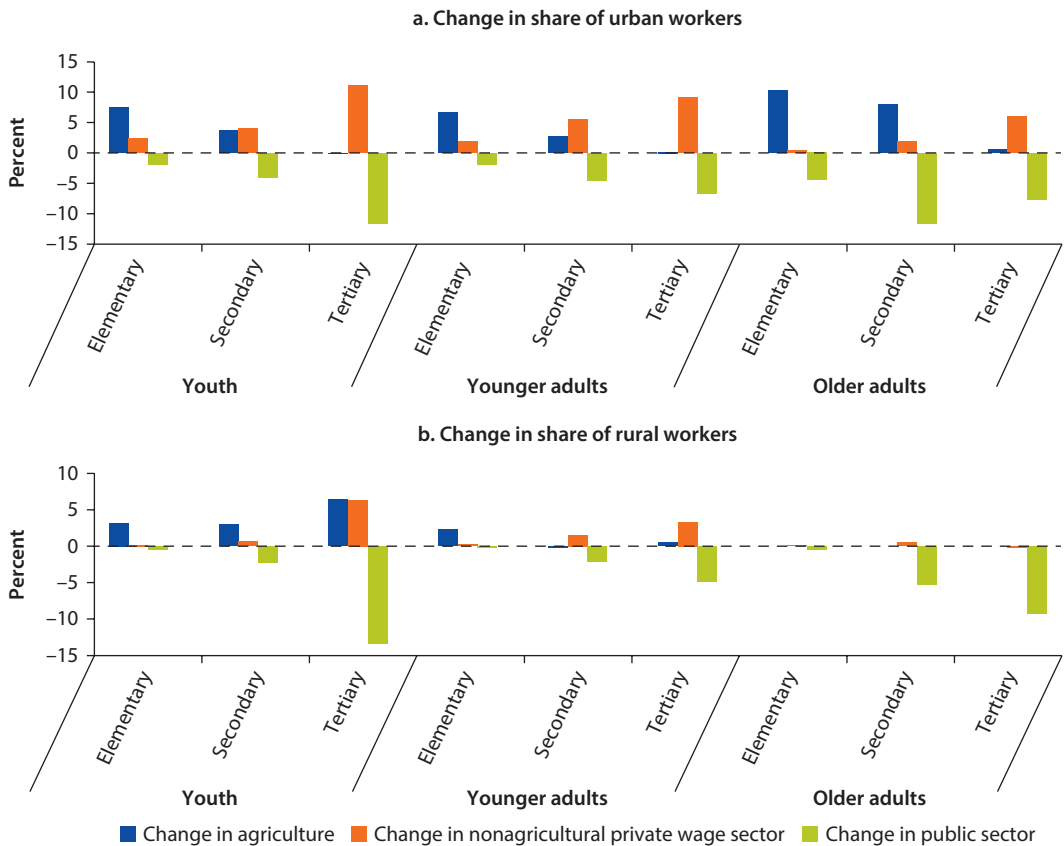 a. Change in share of urban workers
15
10
5
0
−5
−10
−15
Percent
Elementary
Secondary
Tertiary
Elementary
Secondary
Tertiary
Elementary
Secondary
Tertiary
Youth
Younger adults
Older adults
b. Change in share of rural workers
10
5
0
−5
−10
−15
Percent
Elementary
Secondary
Tertiary
Elementary
Secondary
Tertiary
Elementary
Secondary
Tertiary
Youth
Younger adults
Older adults
Change in agriculture
Change in nonagricultural private wage sector
Change in public sector